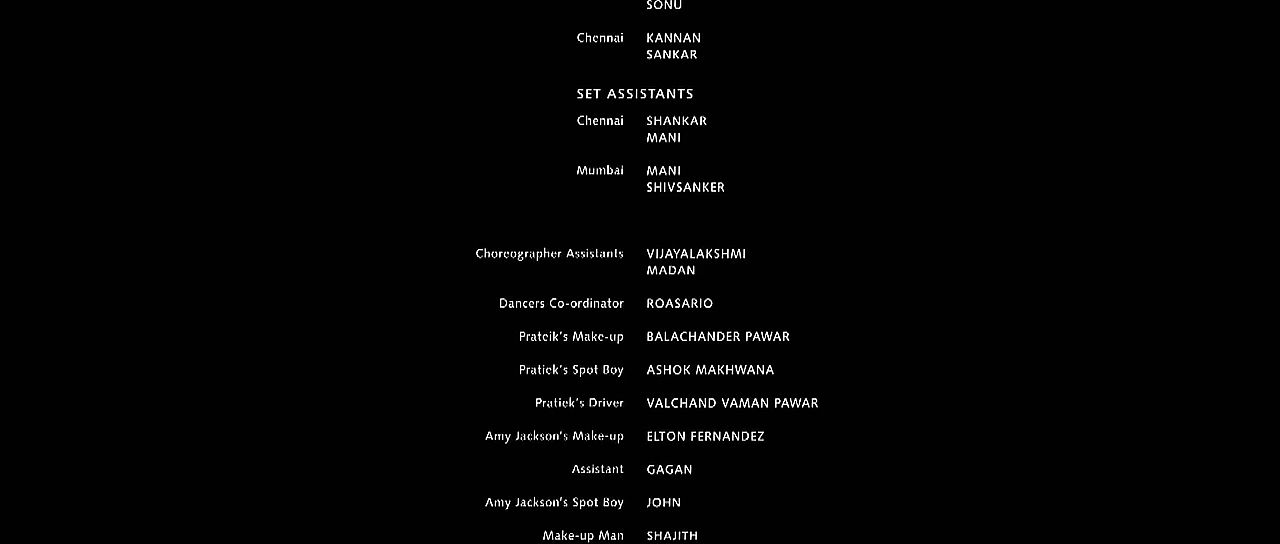 SONU
Chennai KANNAN
SANKAR
SET ASSISTANTS
Chennai SHANKAR
MANI
Mumbai MANI
SHIVSANKER
Choreographer Assistants VIJAYALAKSHMI
MADAN
Dancers Co-ordinator ROASARIO
Prateik's Make-up BALACHANDER PAWAR
Pratiek's Spot Boy ASHOK MAKHWANA
Pratiek's Driver VALCHAND VAMAN PAWAR
Amy Jackson's Make-up ELTON FERNANDEZ
Assistant GAGAN
Amy Jackson's Spot Boy JOHN
Make-up Man SHAJITH